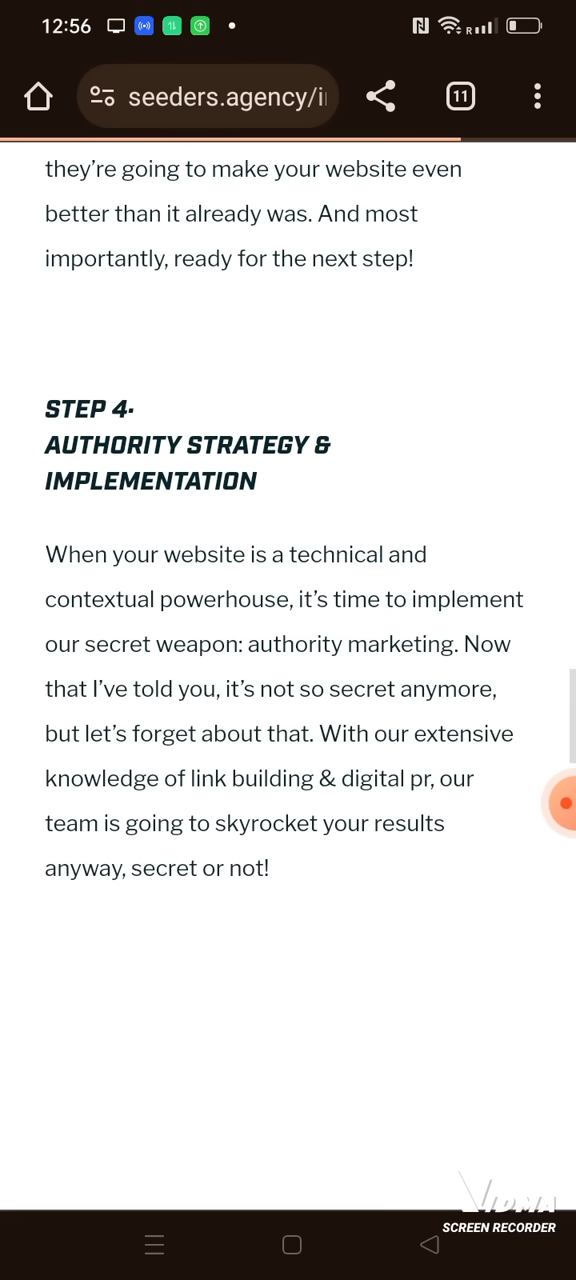 12:56
R
seeders.agency/i
11
they’re going to make your website even
better than it already was. And most
importantly, ready for the next step!
STEP 4.
AUTHORITY STRATEGY &
IMPLEMENTATION
When your website is a technical and
contextual powerhouse, it’s time to implement
our secret weapon: authority marketing. Now
that I’ve told you, it’s not so secret anymore,
but let’s forget about that. With our extensive
knowledge of link building & digital pr, our
team is going to skyrocket your results
anyway, secret or not!
VIDMA
SCREEN RECORDER